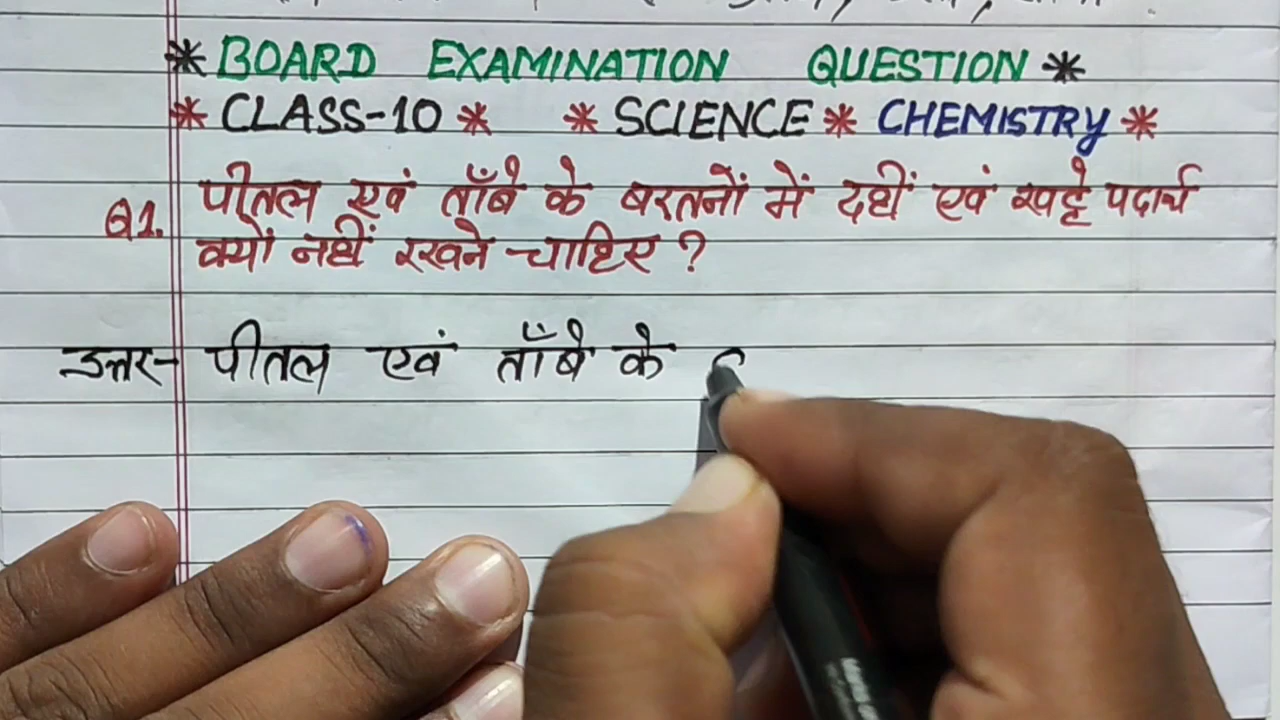 * BOARD EXAMINATION QUESTION *
* CLASS-10 * * SCIENCE * CHEMISTRY *
Q1. पीतल एवं ताँबे के बरतनों में दहीं एवं खट्टे पदार्थ
क्यों नहीं रखने चाहिए ?
उत्तर- पीतल एवं ताँबे के